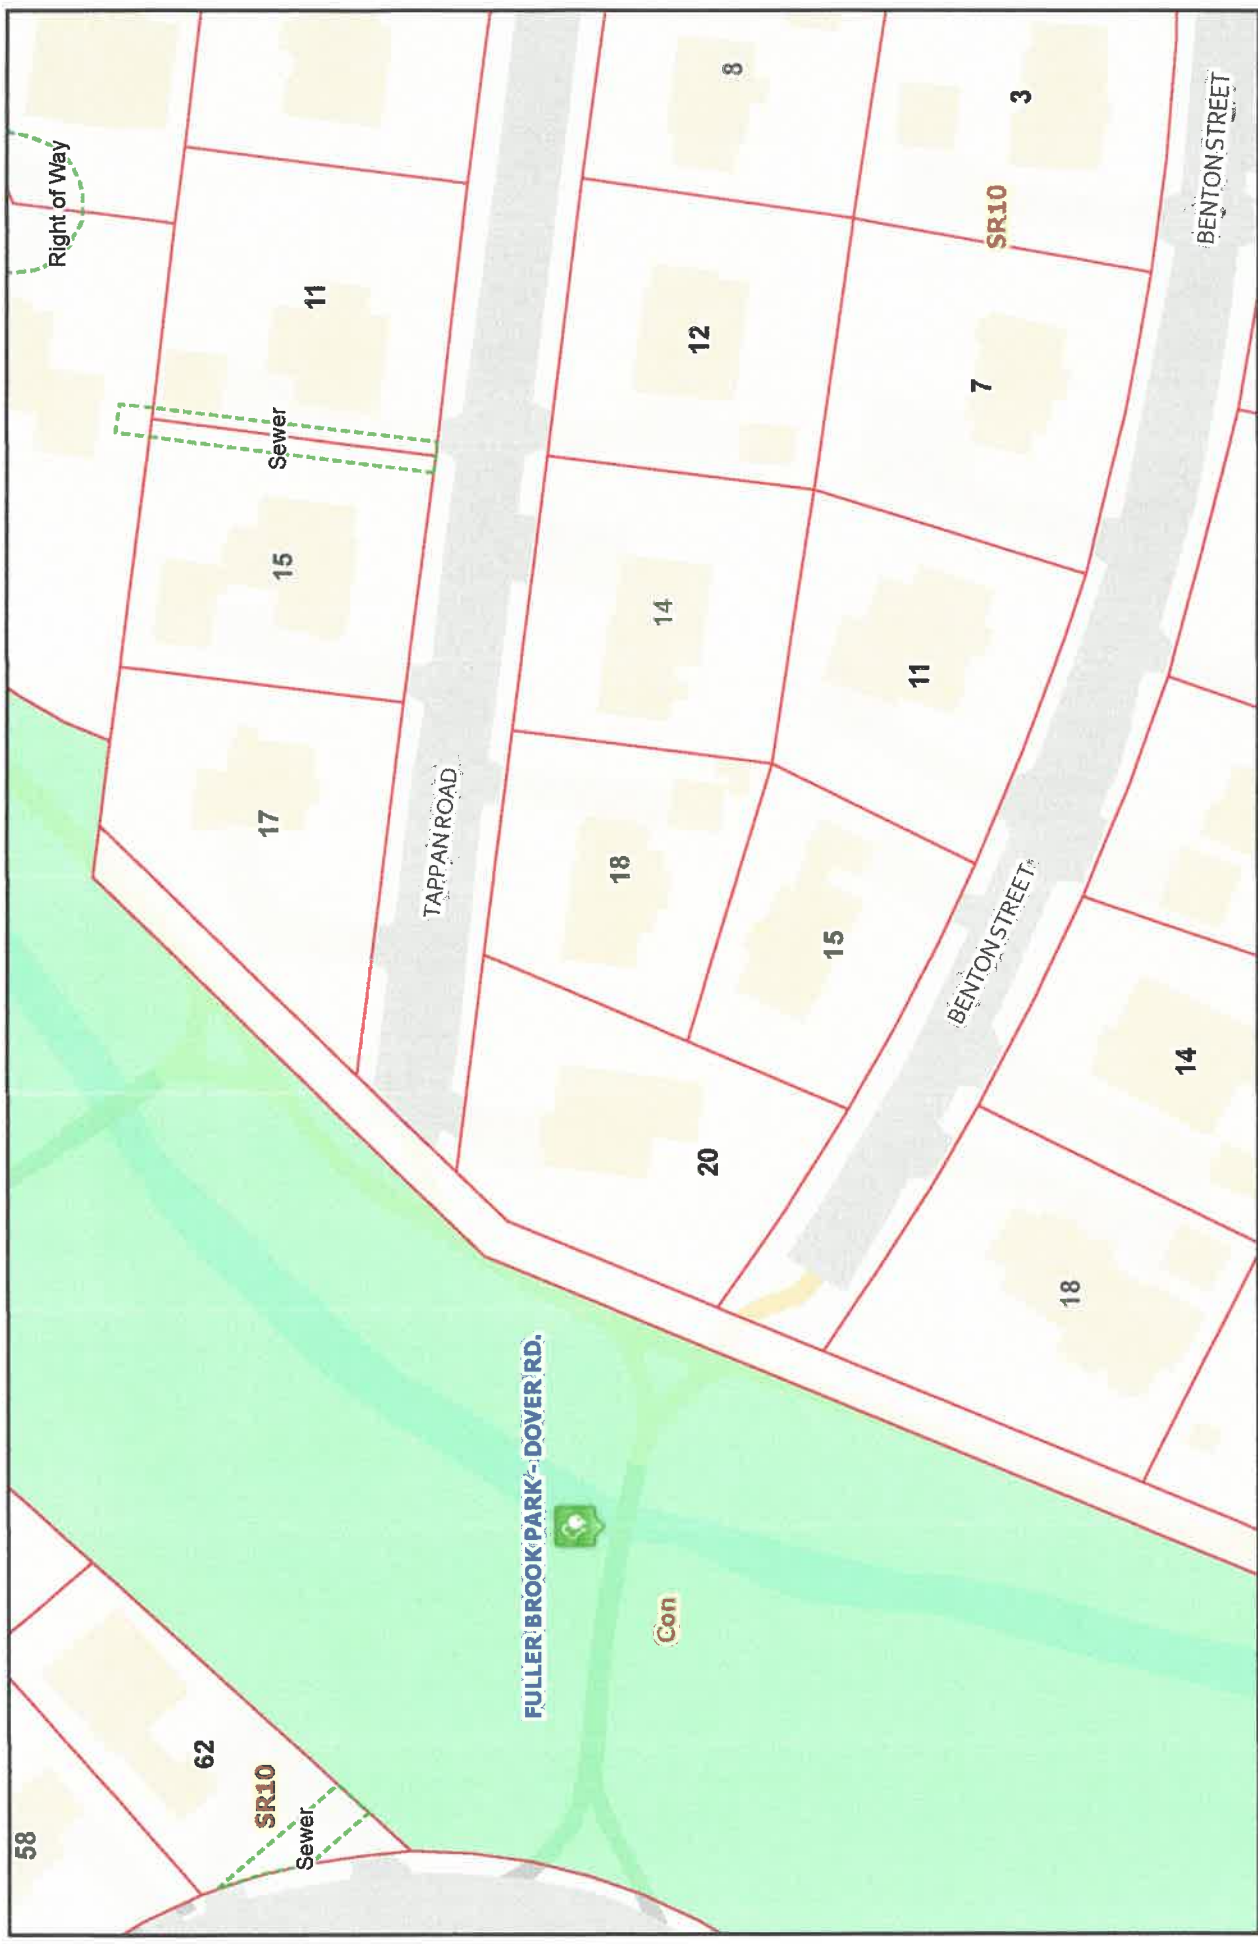 58
62
SR10
Sewer
FULLER BROOK PARK - DOVER RD.
Con
17
15
Sewer
11
Right of Way
TAPPAN ROAD
20
18
14
12
8
15
11
7
SR10
3
BENTON STREET
BENTON STREET
18
14